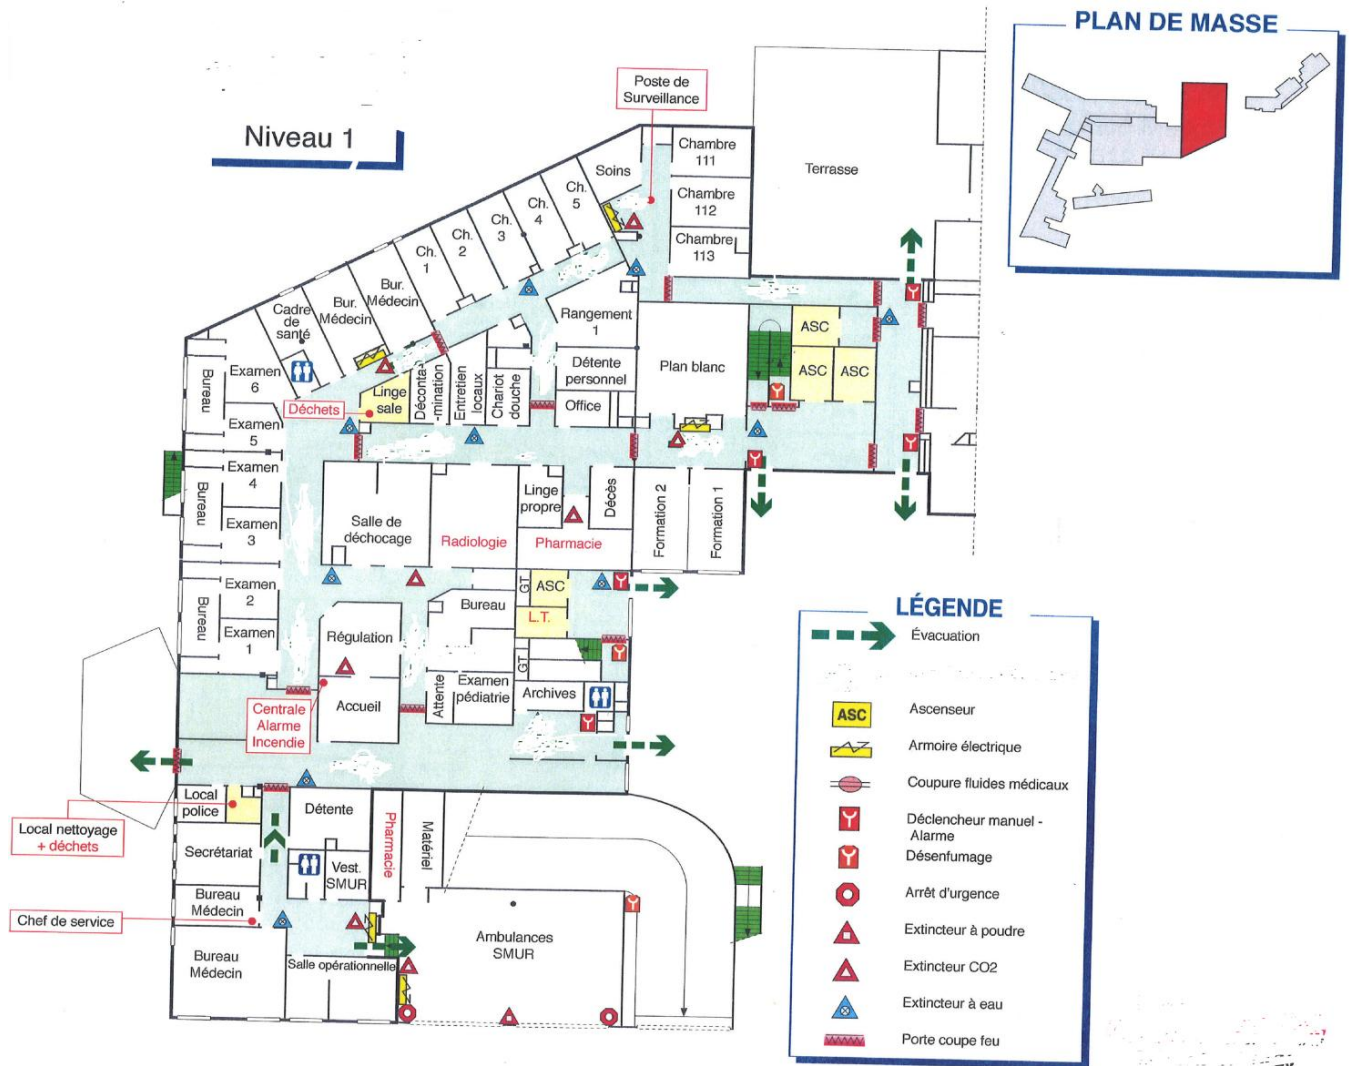 PLAN DE MASSE
Niveau 1
Poste de
Surveillance
Chambre
111
Chambre
112
Chambre
113
Terrasse
Soins
Ch.
5
Ch.
4
Ch.
3
Ch.
2
Ch.
1
Bur.
Médecin
Bur.
Médecin
Cadre
de
santé
Rangement
1
Détente
personnel
Office
Plan blanc
ASC
ASC
ASC
Bureau
Examen
6
Déchets
Linge
sale
Déconta
-mination
Entretien
locaux
Chariot
douche
Examen
5
Examen
4
Bureau
Examen
3
Salle de
déchocage
Radiologie
Linge
propre
Décès
Pharmacie
Formation 2
Formation 1
Bureau
Examen
2
Examen
1
Régulation
Bureau
GT
ASC
L.T.
GT
Centrale
Alarme
Incendie
Accueil
Attente
Examen
pédiatrie
Archives
Local
police
Local nettoyage
+ déchets
Détente
Pharmacie
Matériel
Secrétariat
Vest.
SMUR
Bureau
Médecin
Chef de service
Bureau
Médecin
Salle opérationnelle
Ambulances
SMUR
LÉGENDE
Évacuation
ASC
Ascenseur
Armoire électrique
Coupure fluides médicaux
Déclencheur manuel -
Alarme
Désenfumage
Arrêt d'urgence
Extincteur à poudre
Extincteur CO2
Extincteur à eau
Porte coupe feu